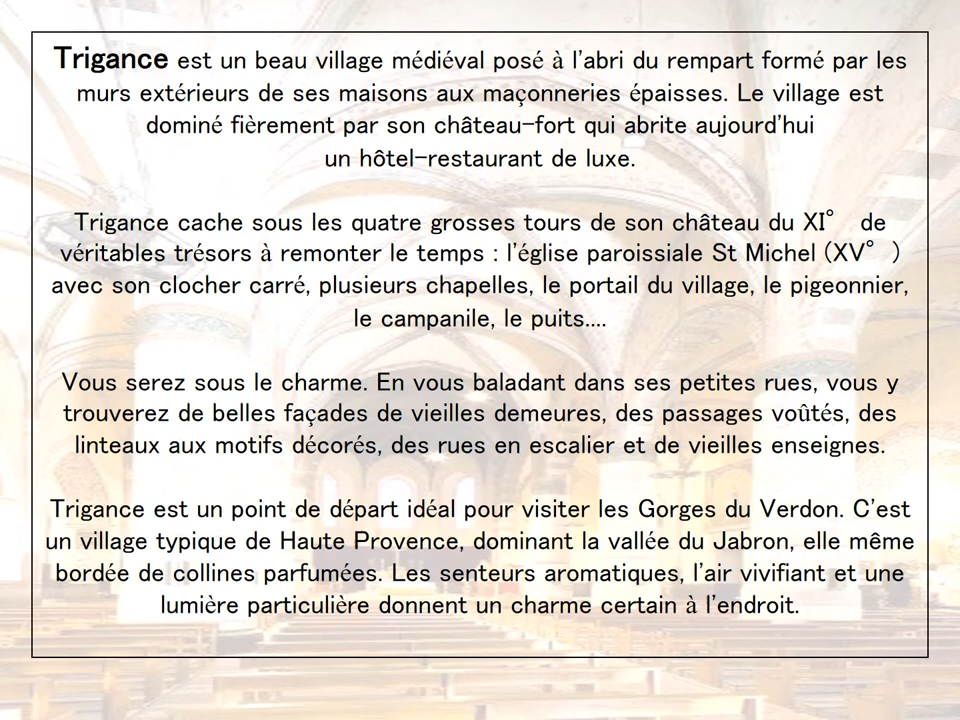 Trigance est un beau village médiéval posé à l'abri du rempart formé par les
murs extérieurs de ses maisons aux maçonneries épaisses. Le village est
dominé fièrement par son château-fort qui abrite aujourd'hui
un hôtel-restaurant de luxe.
Trigance cache sous les quatre grosses tours de son château du XI° de
véritables trésors à remonter le temps : l'église paroissiale St Michel (XV° )
avec son clocher carré, plusieurs chapelles, le portail du village, le pigeonnier,
le campanile, le puits....
Vous serez sous le charme. En vous baladant dans ses petites rues, vous y
trouverez de belles façades de vieilles demeures, des passages voûtés, des
linteaux aux motifs décorés, des rues en escalier et de vieilles enseignes.
Trigance est un point de départ idéal pour visiter les Gorges du Verdon. C'est
un village typique de Haute Provence, dominant la vallée du Jabron, elle même
bordée de collines parfumées. Les senteurs aromatiques, l'air vivifiant et une
lumière particulière donnent un charme certain à l'endroit.